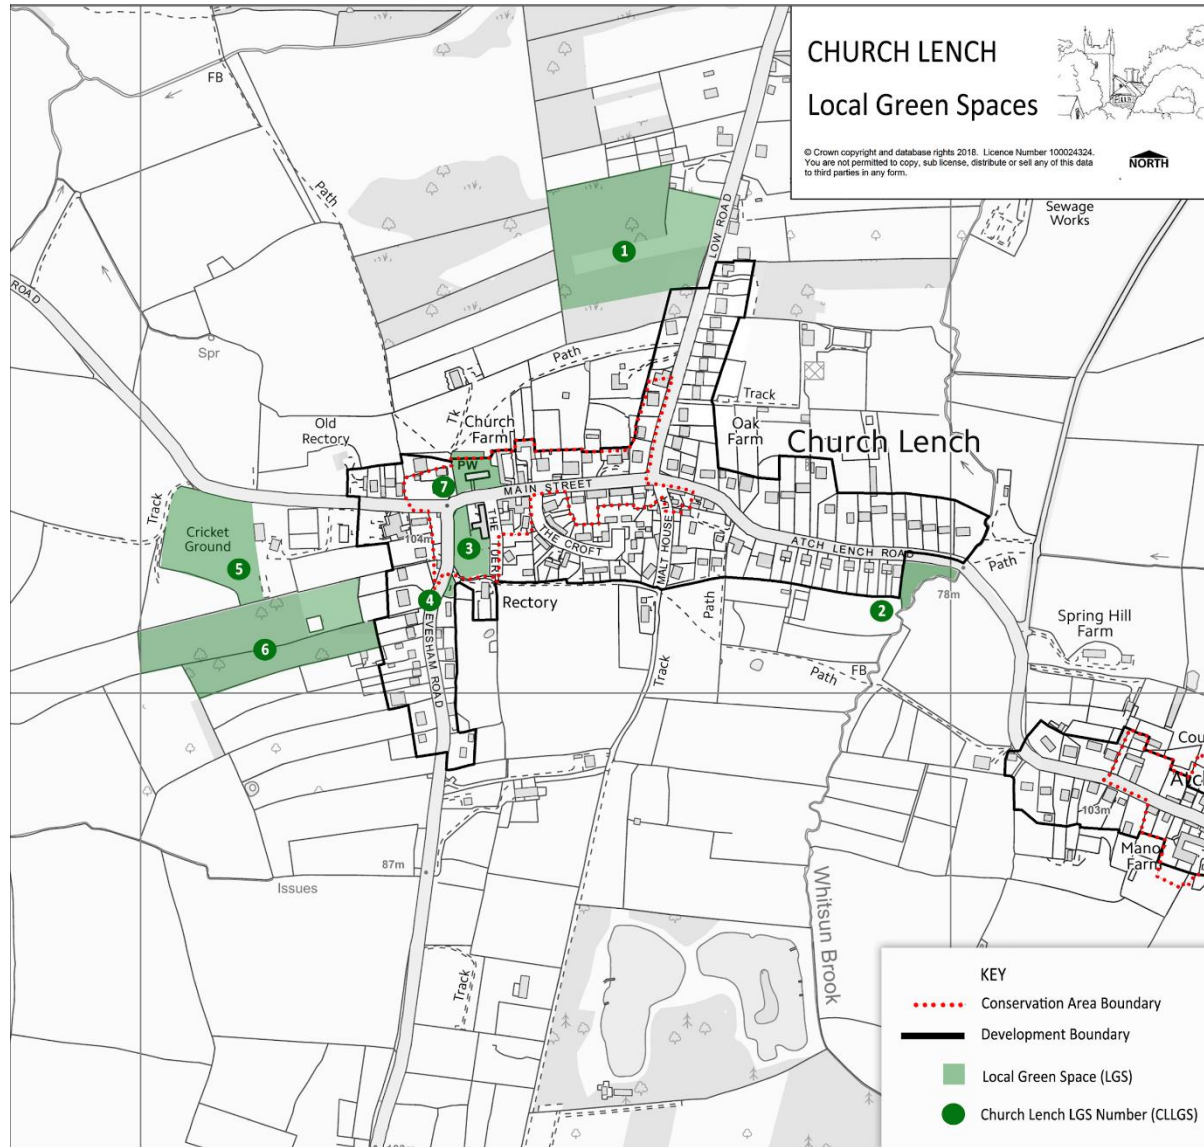 CHURCH LENCH
Local Green Spaces
© Crown copyright and database rights 2018. Licence Number 100024324.
You are not permitted to copy, sub license, distribute or sell any of this data
to third parties in any form.
NORTH
FB
Path
Sewage
Works
LOW ROAD
1
ROAD
Spr
Path
Track
Tk
Church
Farm
Oak
Farm
Church Lench
Old
Rectory
PW
7
MAIN STREET
Track
Cricket
Ground
104m
3
THE CROFT
MALT HOUSE
ATCH LENCH ROAD
Path
5
4
Rectory
2
78m
Path
Spring Hill
Farm
6
EVESHAM ROAD
Track
Path
FB
Cou
103m
Manor
Farm
87m
Issues
Whitsun Brook
Track
KEY
Conservation Area Boundary
Development Boundary
Local Green Space (LGS)
Church Lench LGS Number (CLLGS)